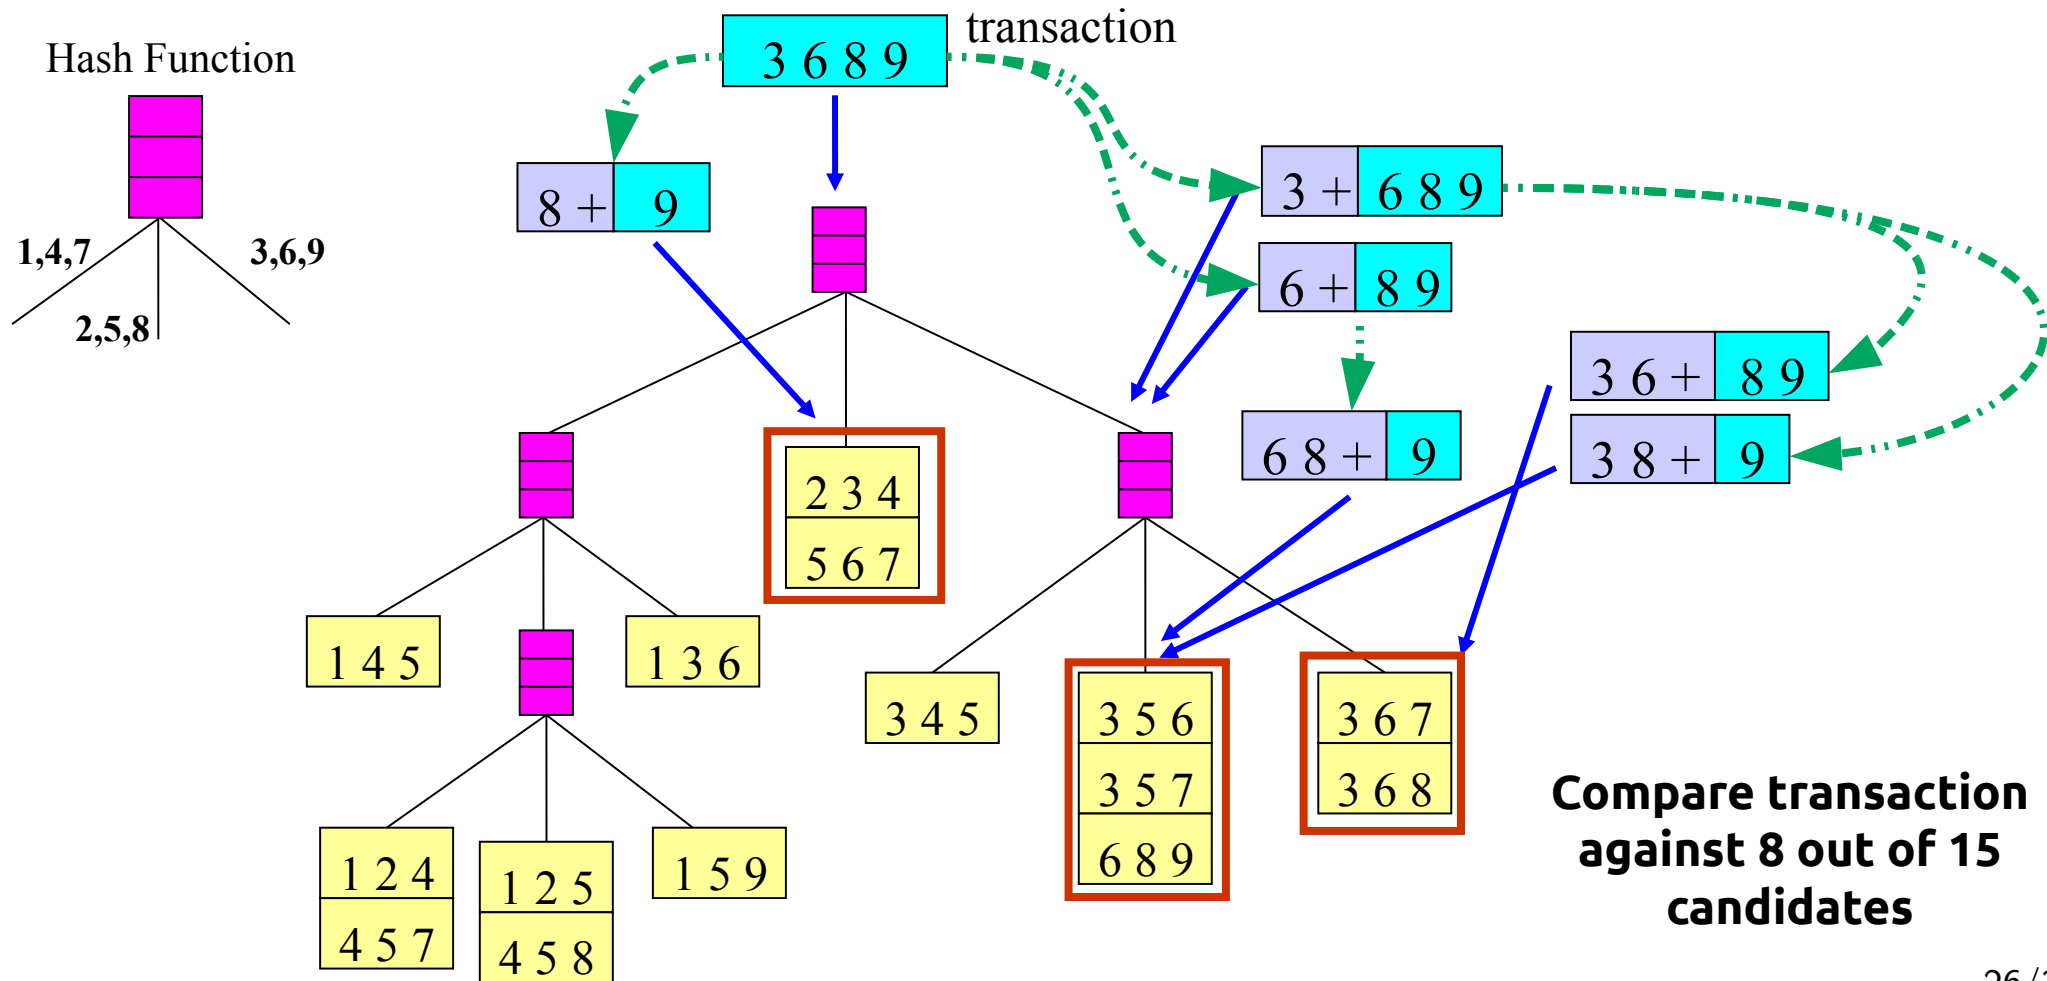 transaction
3 6 8 9
Hash Function
3 + 6 8 9
8 + 9
1,4,7
3,6,9
6 + 8 9
2,5,8
3 6 + 8 9
6 8 + 9
3 8 + 9
2 3 4
5 6 7
1 4 5
1 3 6
3 4 5
3 5 6
3 6 7
3 5 7
3 6 8
6 8 9
Compare transaction
against 8 out of 15
candidates
1 2 4
1 2 5
1 5 9
4 5 7
4 5 8